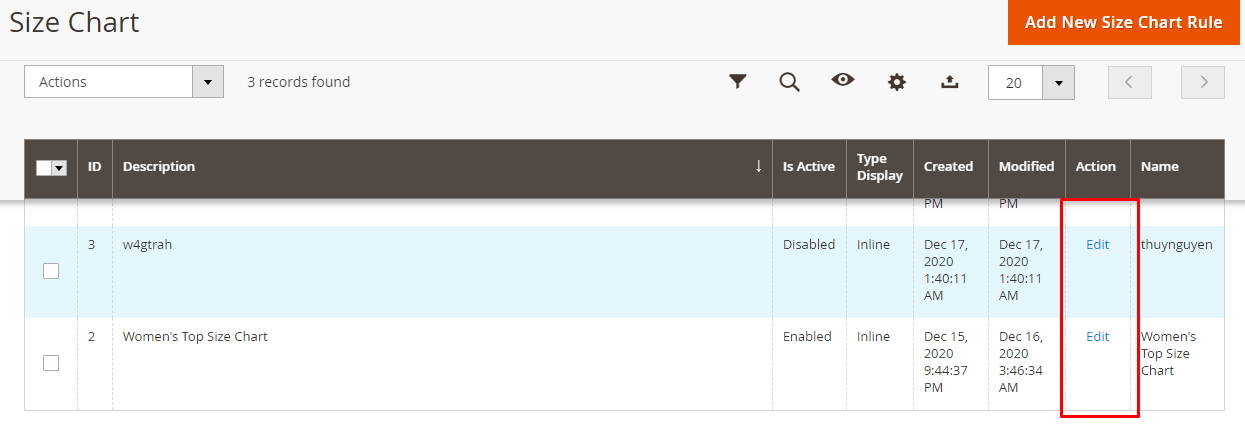 Size Chart
Add New Size Chart Rule
Actions
3 records found
20
ID
Description
↓
Is Active
Type
Display
Created
Modified
Action
Name
PM
PM
3
w4gtrah
Disabled
Inline
Dec 17,
2020
1:40:11
AM
Dec 17,
2020
1:40:11
AM
Edit
thuynguyen
2
Women's Top Size Chart
Enabled
Inline
Dec 15,
2020
9:44:37
PM
Dec 16,
2020
3:46:34
AM
Edit
Women's
Top Size
Chart